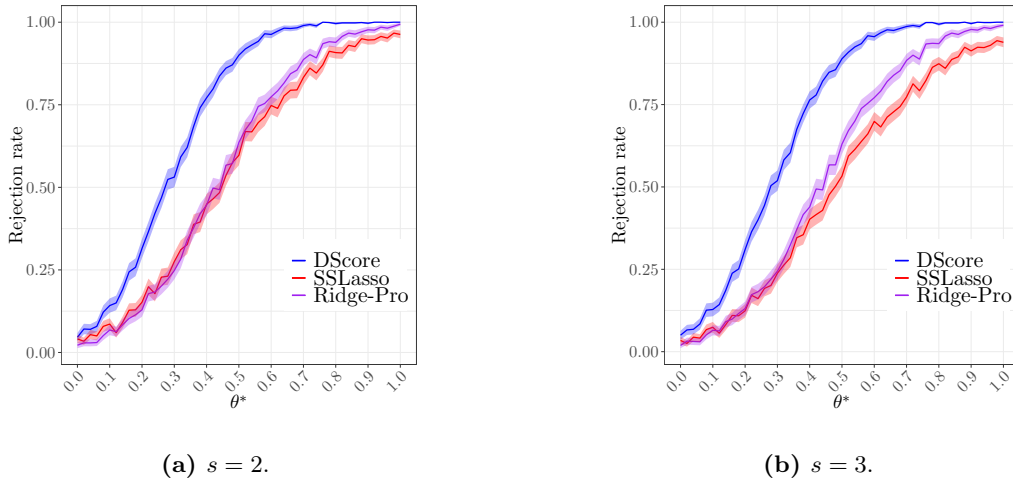 1.00
0.75
0.50
0.25
0.00
Rejection rate
DScore
SSLasso
Ridge-Pro
0.0 0.1 0.2 0.3 0.4 0.5 0.6 0.7 0.8 0.9 1.0
θ*
(a) s = 2.
1.00
0.75
0.50
0.25
0.00
Rejection rate
DScore
SSLasso
Ridge-Pro
0.0 0.1 0.2 0.3 0.4 0.5 0.6 0.7 0.8 0.9 1.0
θ*
(b) s = 3.